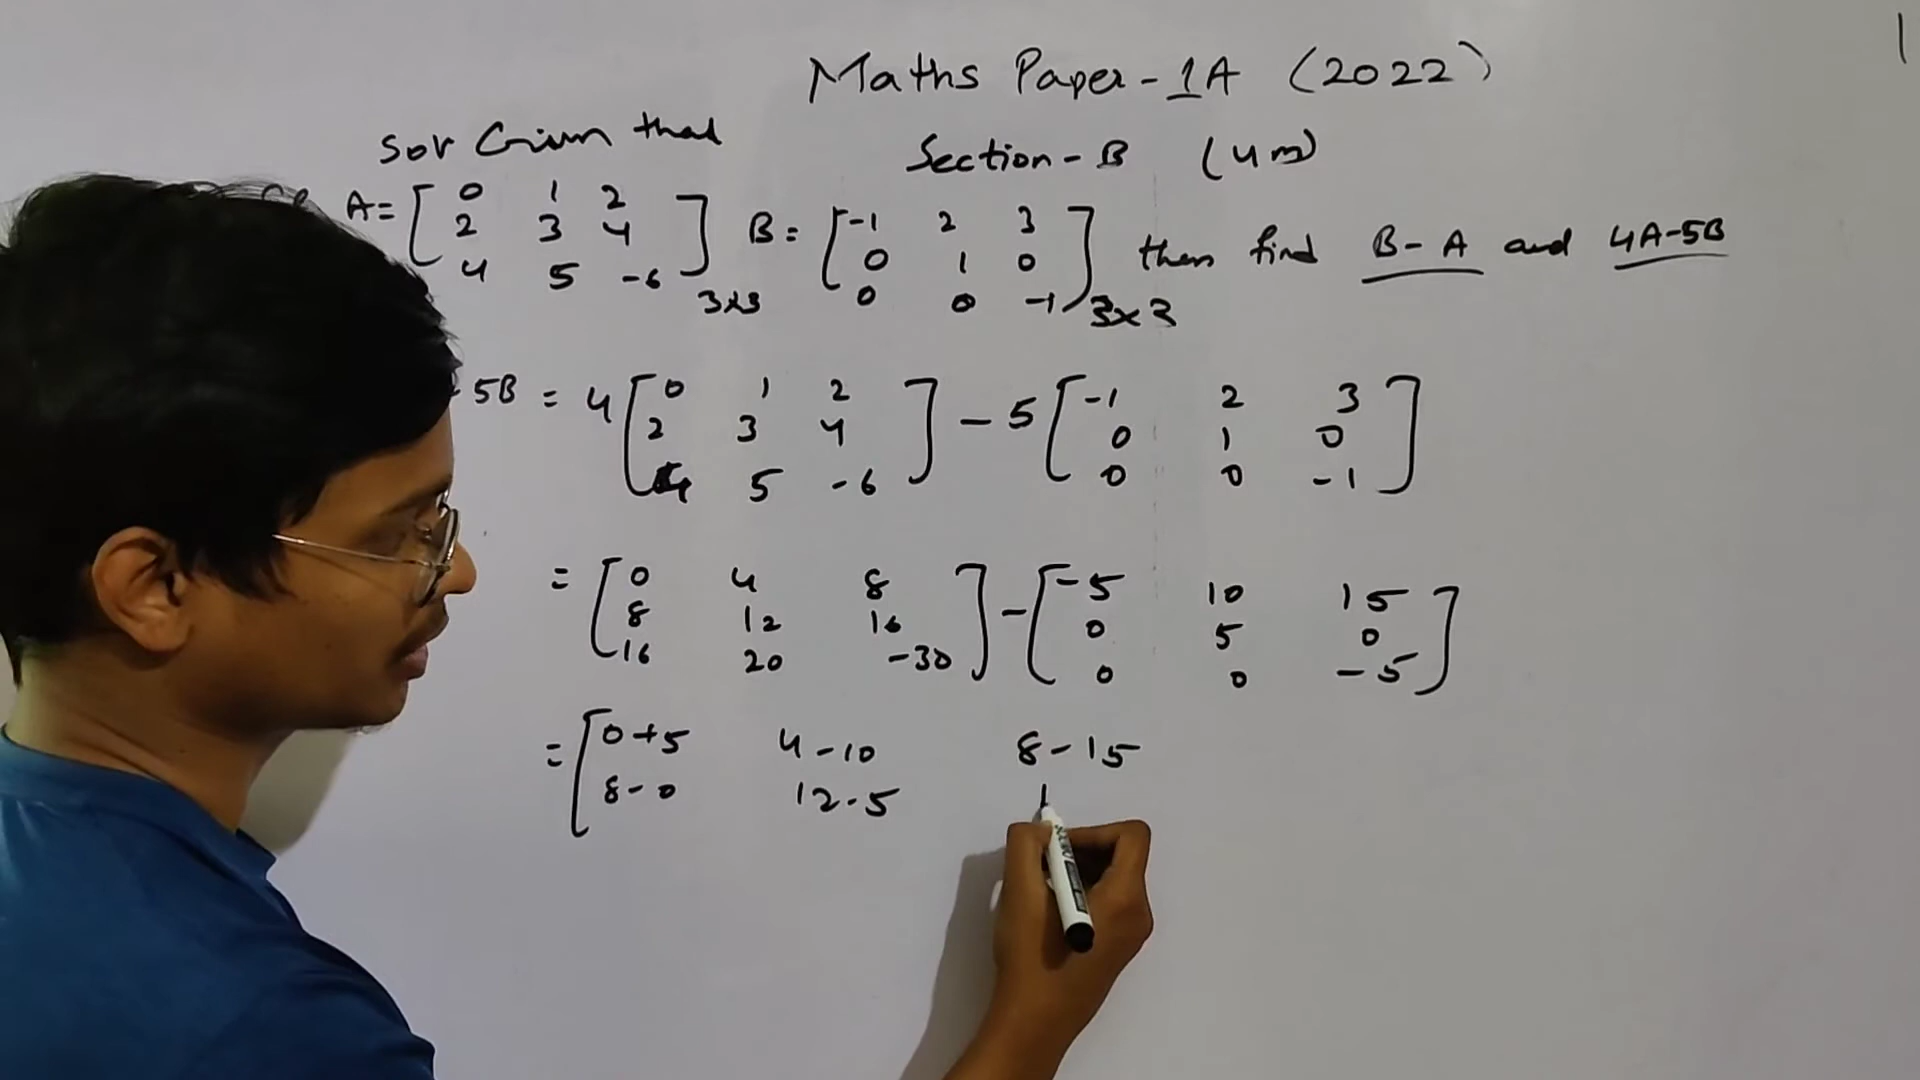 Maths Paper-1A (2022)
Sol Given that
Section-B (4m)
A= [ 0 1 2 ] B= [ -1 2 3 ] then find B-A and 4A-5B
2 3 4 0 1 0
4 5 -6 3x3 0 0 -1 3x3
5B = 4 [ 0 1 2 ] - 5 [ -1 2 3 ]
2 3 4 0 1 0
4 5 -6 0 0 -1
= [ 0 4 8 ] - [ -5 10 15 ]
8 12 16 0 5 0
16 20 -30 0 0 -5
= [ 0+5 4-10 8-15
8-0 12-5 1